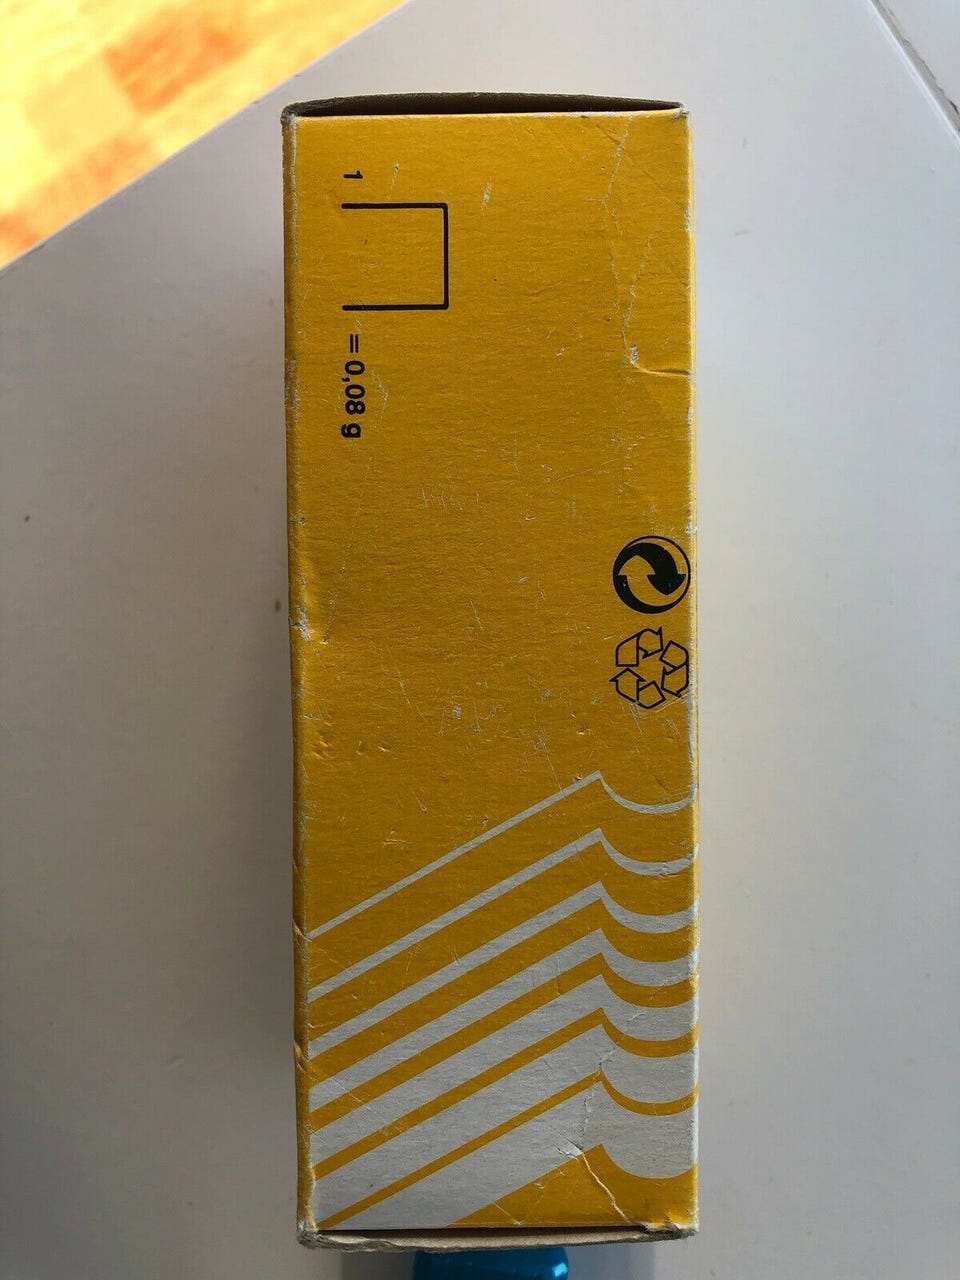 1 = 0,08 g